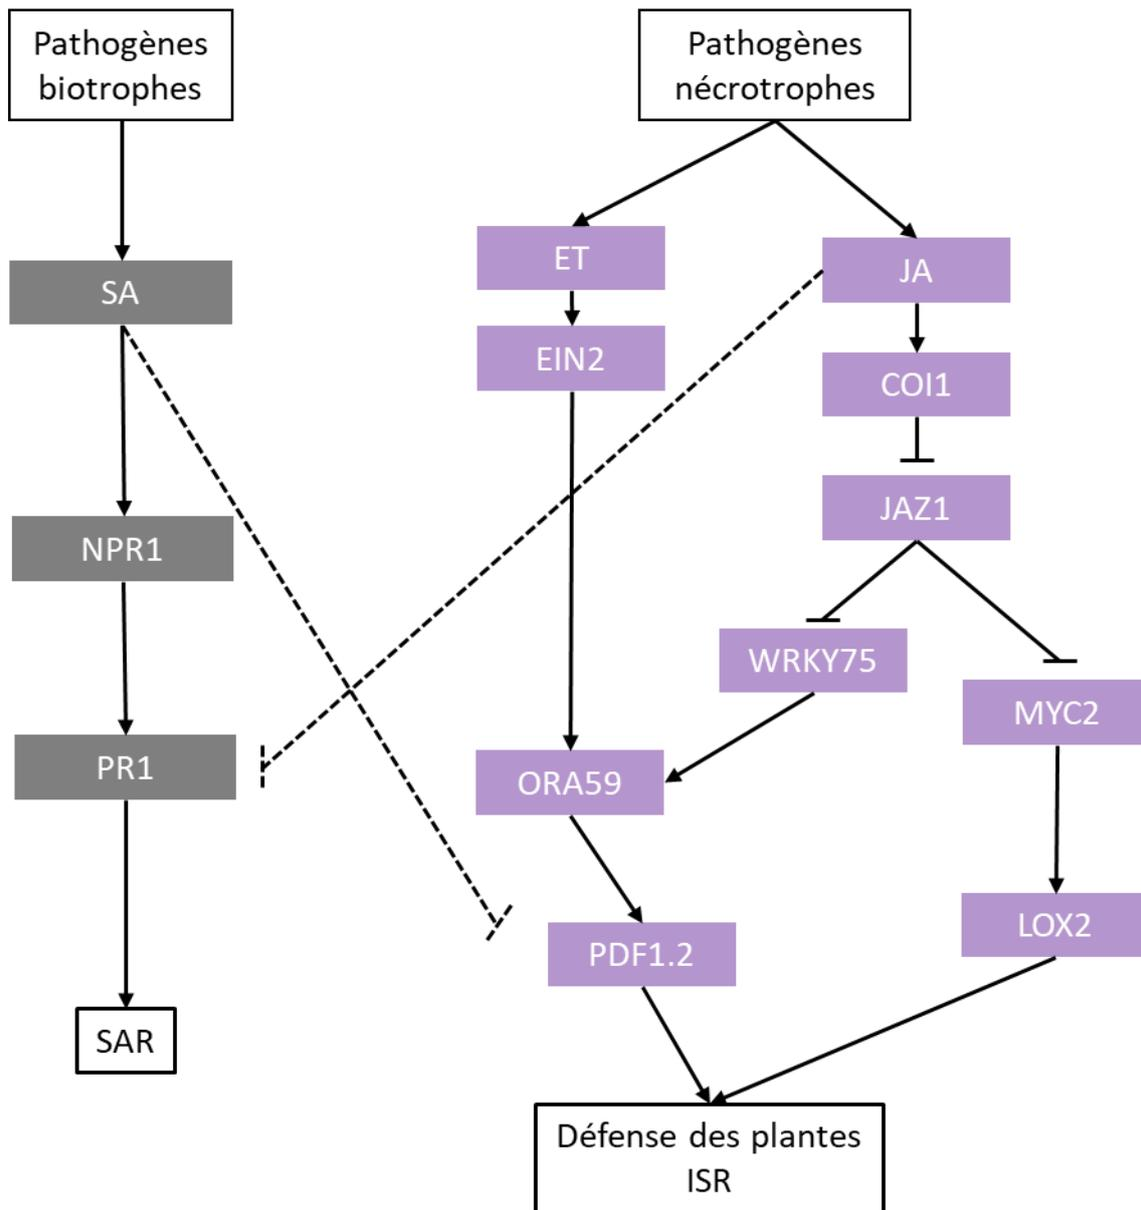 Pathogènes
biotrophes
Pathogènes
nécrotrophes
ET
JA
SA
EIN2
COI1
JAZ1
NPR1
WRKY75
MYC2
PR1
ORA59
LOX2
PDF1.2
SAR
Défense des plantes
ISR